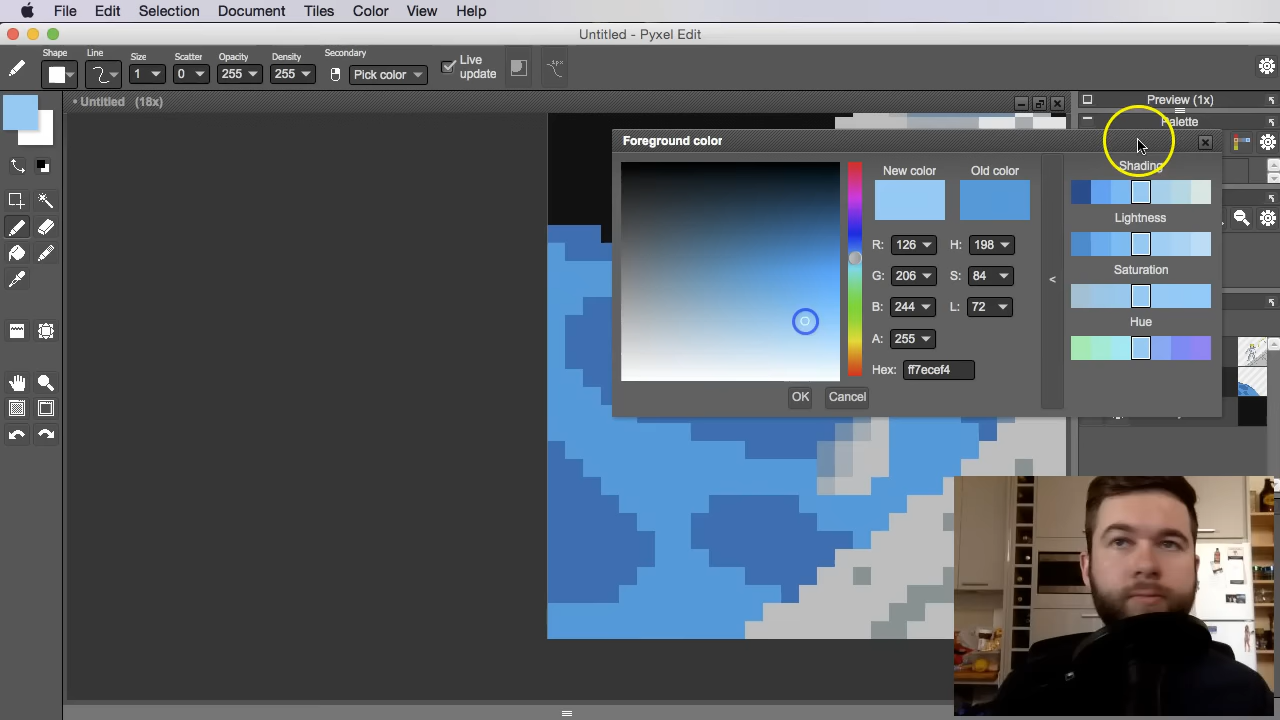 File Edit Selection Document Tiles Color View Help
Untitled - Pyxel Edit
Shape Line Size Scatter Opacity Density Secondary
1 0 255 255 Pick color Live update
• Untitled (18x)
Preview (1x)
Palette
Foreground color
New color Old color
R: 126 H: 198
G: 206 S: 84
B: 244 L: 72
A: 255
Hex: ff7ecef4
OK Cancel
<
Shading
Lightness
Saturation
Hue